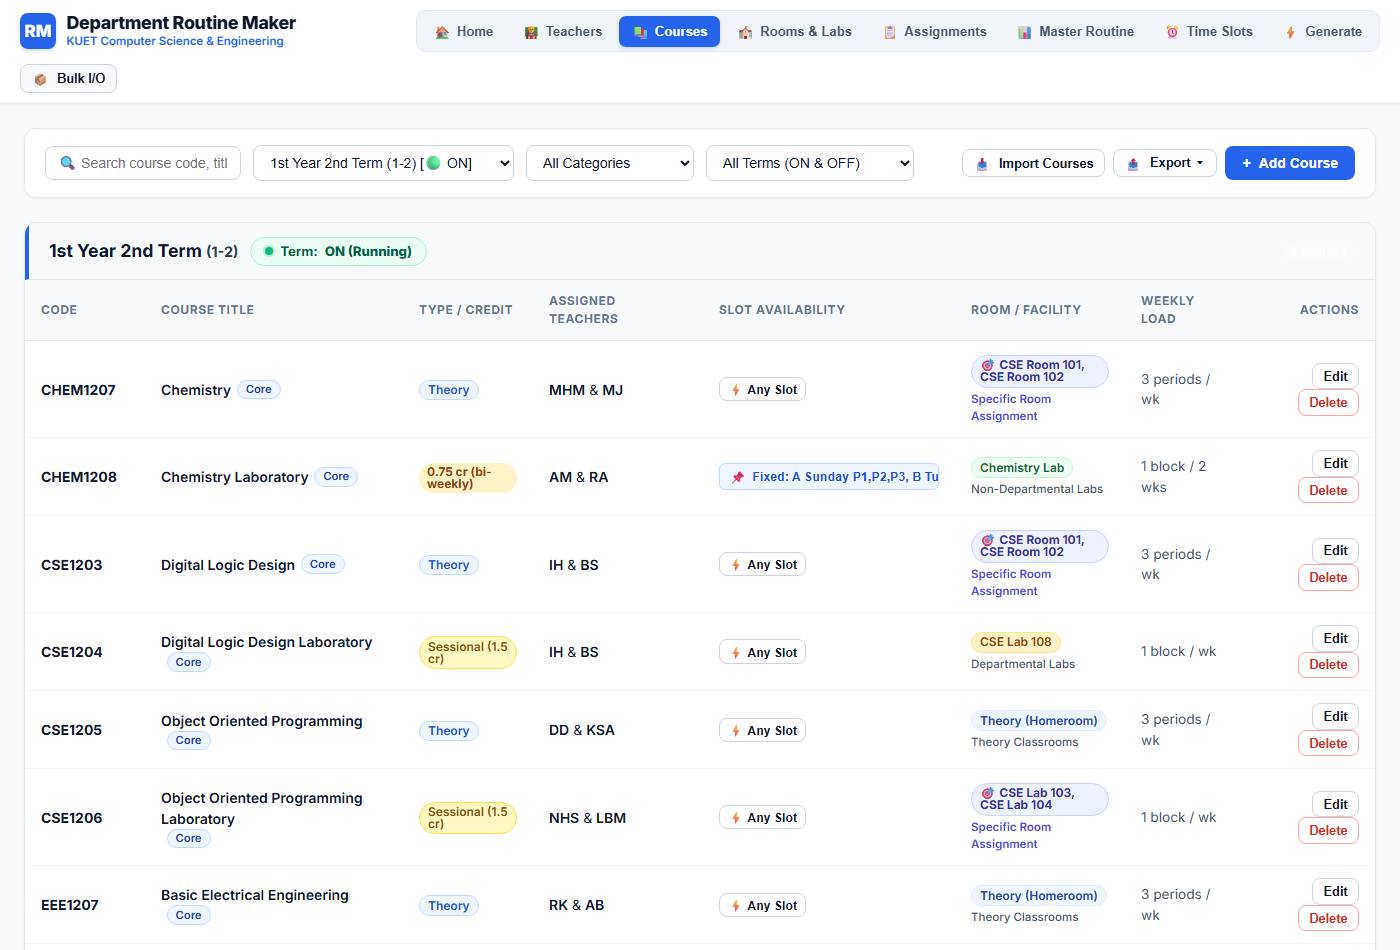 RM
Department Routine Maker
KUET Computer Science & Engineering
Home
Teachers
Courses
Rooms & Labs
Assignments
Master Routine
Time Slots
Generate
Bulk I/O
Search course code, titl
1st Year 2nd Term (1-2) [ ON]
All Categories
All Terms (ON & OFF)
Import Courses
Export
+ Add Course
1st Year 2nd Term (1-2)
Term: ON (Running)
CODE
COURSE TITLE
TYPE / CREDIT
ASSIGNED
TEACHERS
SLOT AVAILABILITY
ROOM / FACILITY
WEEKLY
LOAD
ACTIONS
CHEM1207
Chemistry Core
Theory
MHM & MJ
Any Slot
CSE Room 101,
CSE Room 102
Specific Room
Assignment
3 periods /
wk
Edit
Delete
CHEM1208
Chemistry Laboratory Core
0.75 cr (bi-
weekly)
AM & RA
Fixed: A Sunday P1,P2,P3, B Tu
Chemistry Lab
Non-Departmental Labs
1 block / 2
wks
Edit
Delete
CSE1203
Digital Logic Design Core
Theory
IH & BS
Any Slot
CSE Room 101,
CSE Room 102
Specific Room
Assignment
3 periods /
wk
Edit
Delete
CSE1204
Digital Logic Design Laboratory
Core
Sessional (1.5
cr)
IH & BS
Any Slot
CSE Lab 108
Departmental Labs
1 block / wk
Edit
Delete
CSE1205
Object Oriented Programming
Core
Theory
DD & KSA
Any Slot
Theory (Homeroom)
Theory Classrooms
3 periods /
wk
Edit
Delete
CSE1206
Object Oriented Programming
Laboratory
Core
Sessional (1.5
cr)
NHS & LBM
Any Slot
CSE Lab 103,
CSE Lab 104
Specific Room
Assignment
1 block / wk
Edit
Delete
EEE1207
Basic Electrical Engineering
Core
Theory
RK & AB
Any Slot
Theory (Homeroom)
Theory Classrooms
3 periods /
wk
Edit
Delete